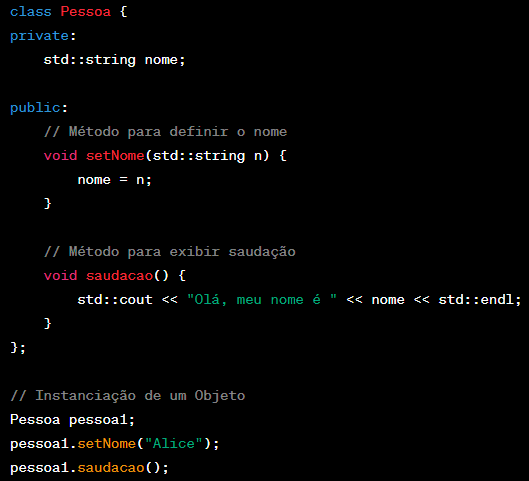 class Pessoa {
private:
    std::string nome;

public:
    // Método para definir o nome
    void setNome(std::string n) {
        nome = n;
    }

    // Método para exibir saudação
    void saudacao() {
        std::cout << "Olá, meu nome é " << nome << std::endl;
    }
};

// Instanciação de um Objeto
Pessoa pessoa1;
pessoa1.setNome("Alice");
pessoa1.saudacao();